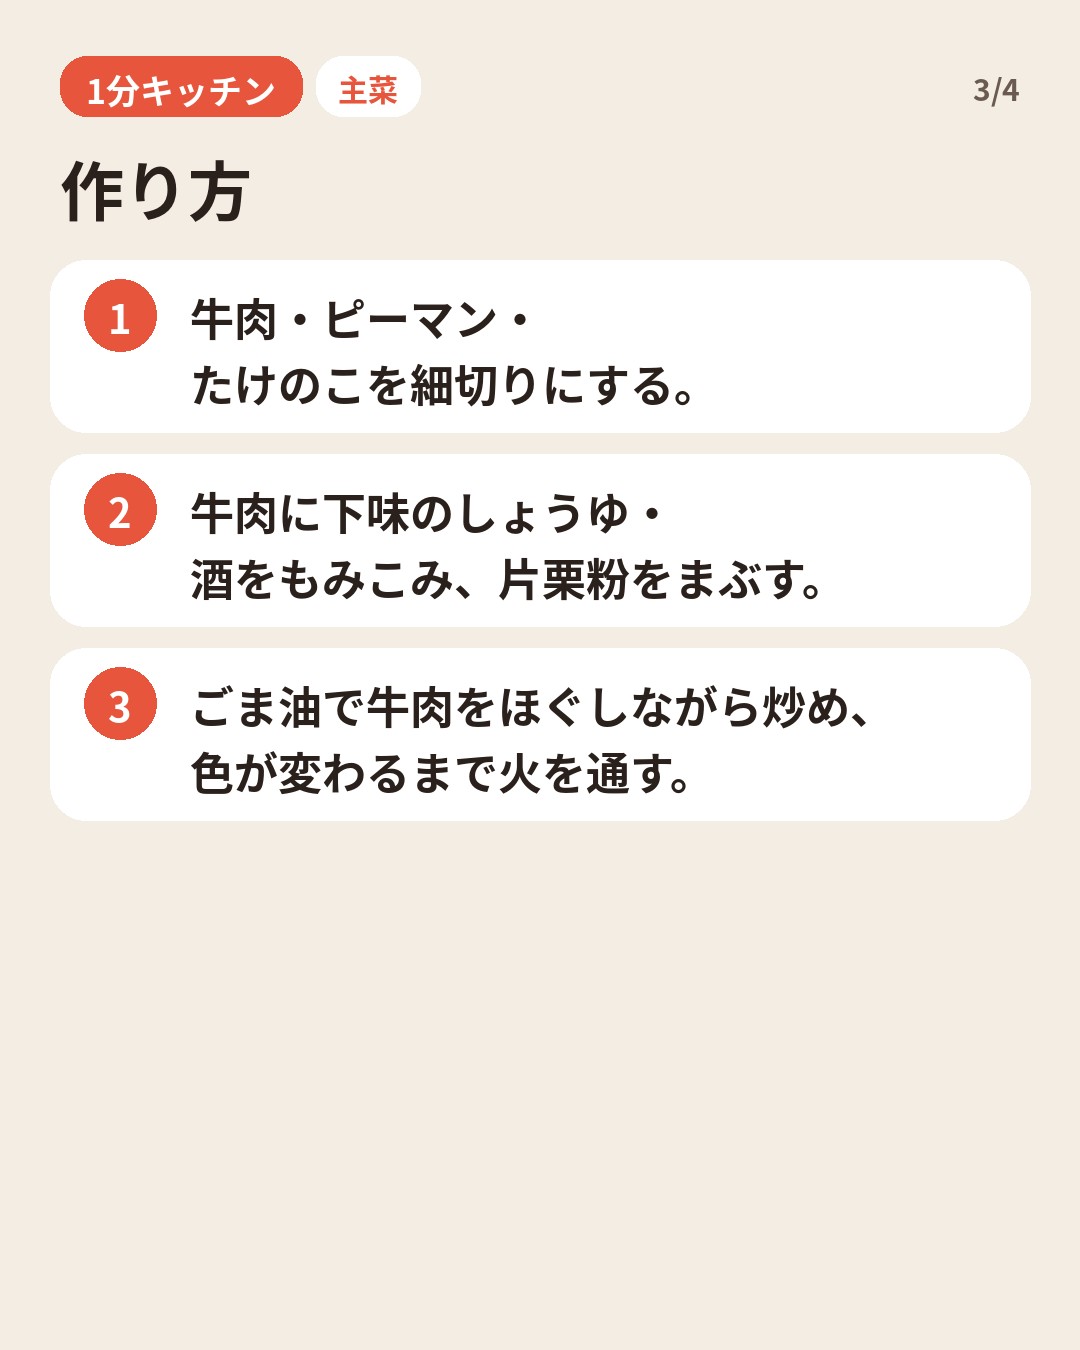 1分キッチン 主菜 3/4
作り方
1 牛肉・ピーマン・
たけのこを細切りにする。
2 牛肉に下味のしょうゆ・
酒をもみこみ、片栗粉をまぶす。
3 ごま油で牛肉をほぐしながら炒め、
色が変わるまで火を通す。